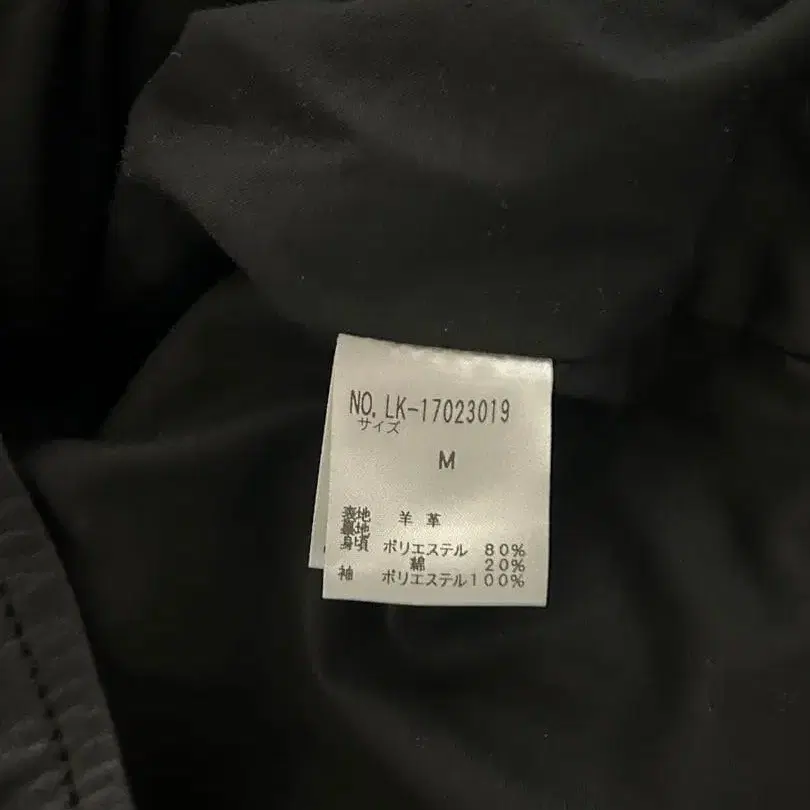 NO. LK-17023019
サイズ
M
表地 羊革
裏地
身頃 ポリエステル 80%
綿 20%
袖 ポリエステル100%